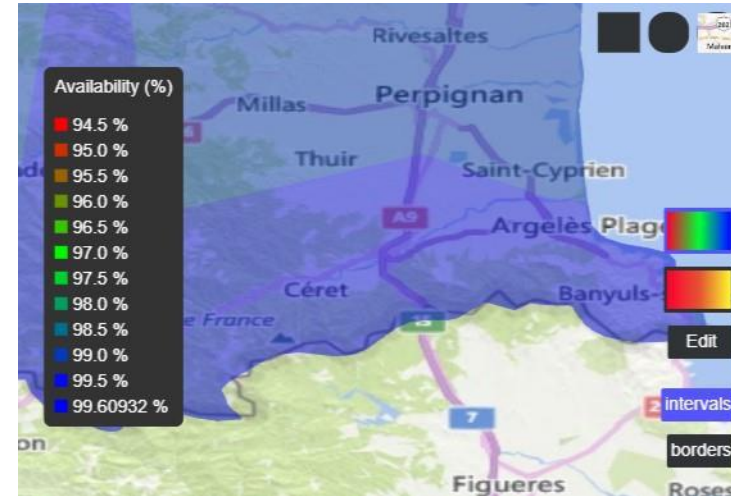 Rivesaltes
Availability (%)
Millas
Perpignan
94.5 %
95.0 %
95.5 %
Thuir
Saint-Cyprien
96.0 %
96.5 %
A9
Argelès Plag
97.0 %
97.5 %
Céret
Banyuls-
98.0 %
e France
98.5 %
99.0 %
Edit
99.5 %
99.60932 %
intervals
7
2
on
borders
Figueres
Roses